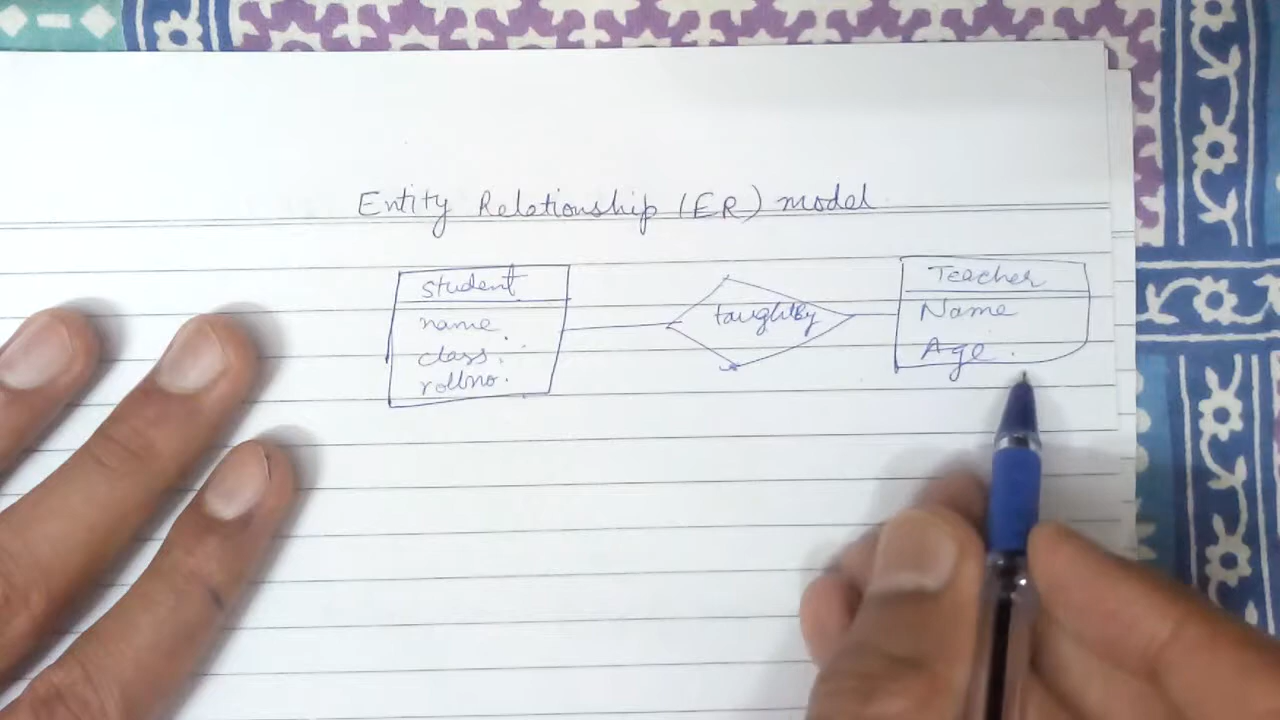 Entity Relationship (ER) model
student
name
class.
rollno.
taughtBy
Teacher
Name
Age.